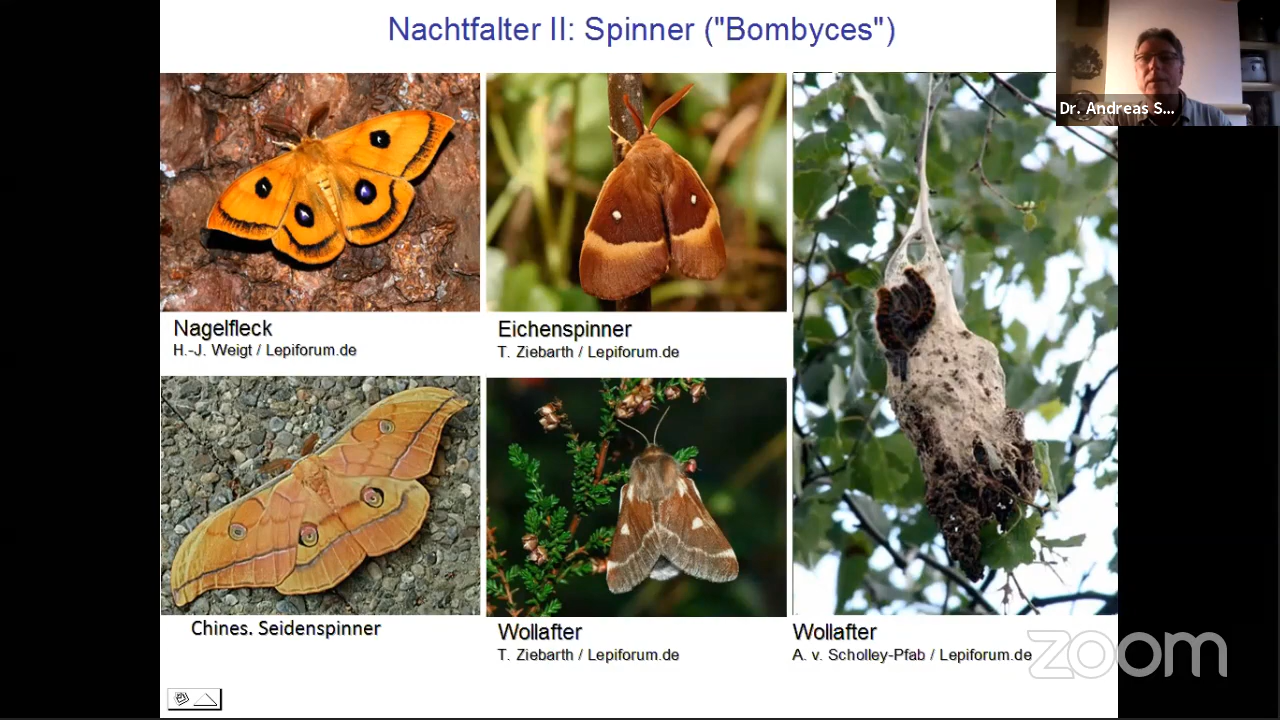 Nachtfalter II: Spinner ("Bombyces")
Dr. Andreas S...
Nagelfleck
H.-J. Weigt / Lepiforum.de
Eichenspinner
T. Ziebarth / Lepiforum.de
Chines. Seidenspinner
Wollafter
T. Ziebarth / Lepiforum.de
Wollafter
A. v. Scholley-Pfab / Lepiforum.de
zoom